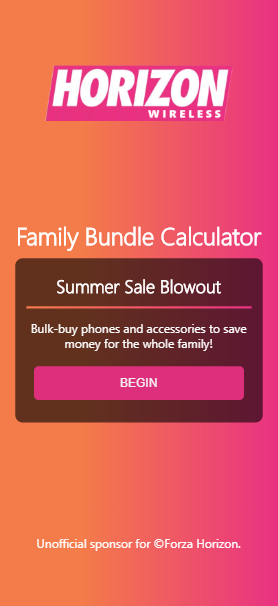 HORIZON
WIRELESS
Family Bundle Calculator
Summer Sale Blowout
Bulk-buy phones and accessories to save
money for the whole family!
BEGIN
Unofficial sponsor for ©Forza Horizon.